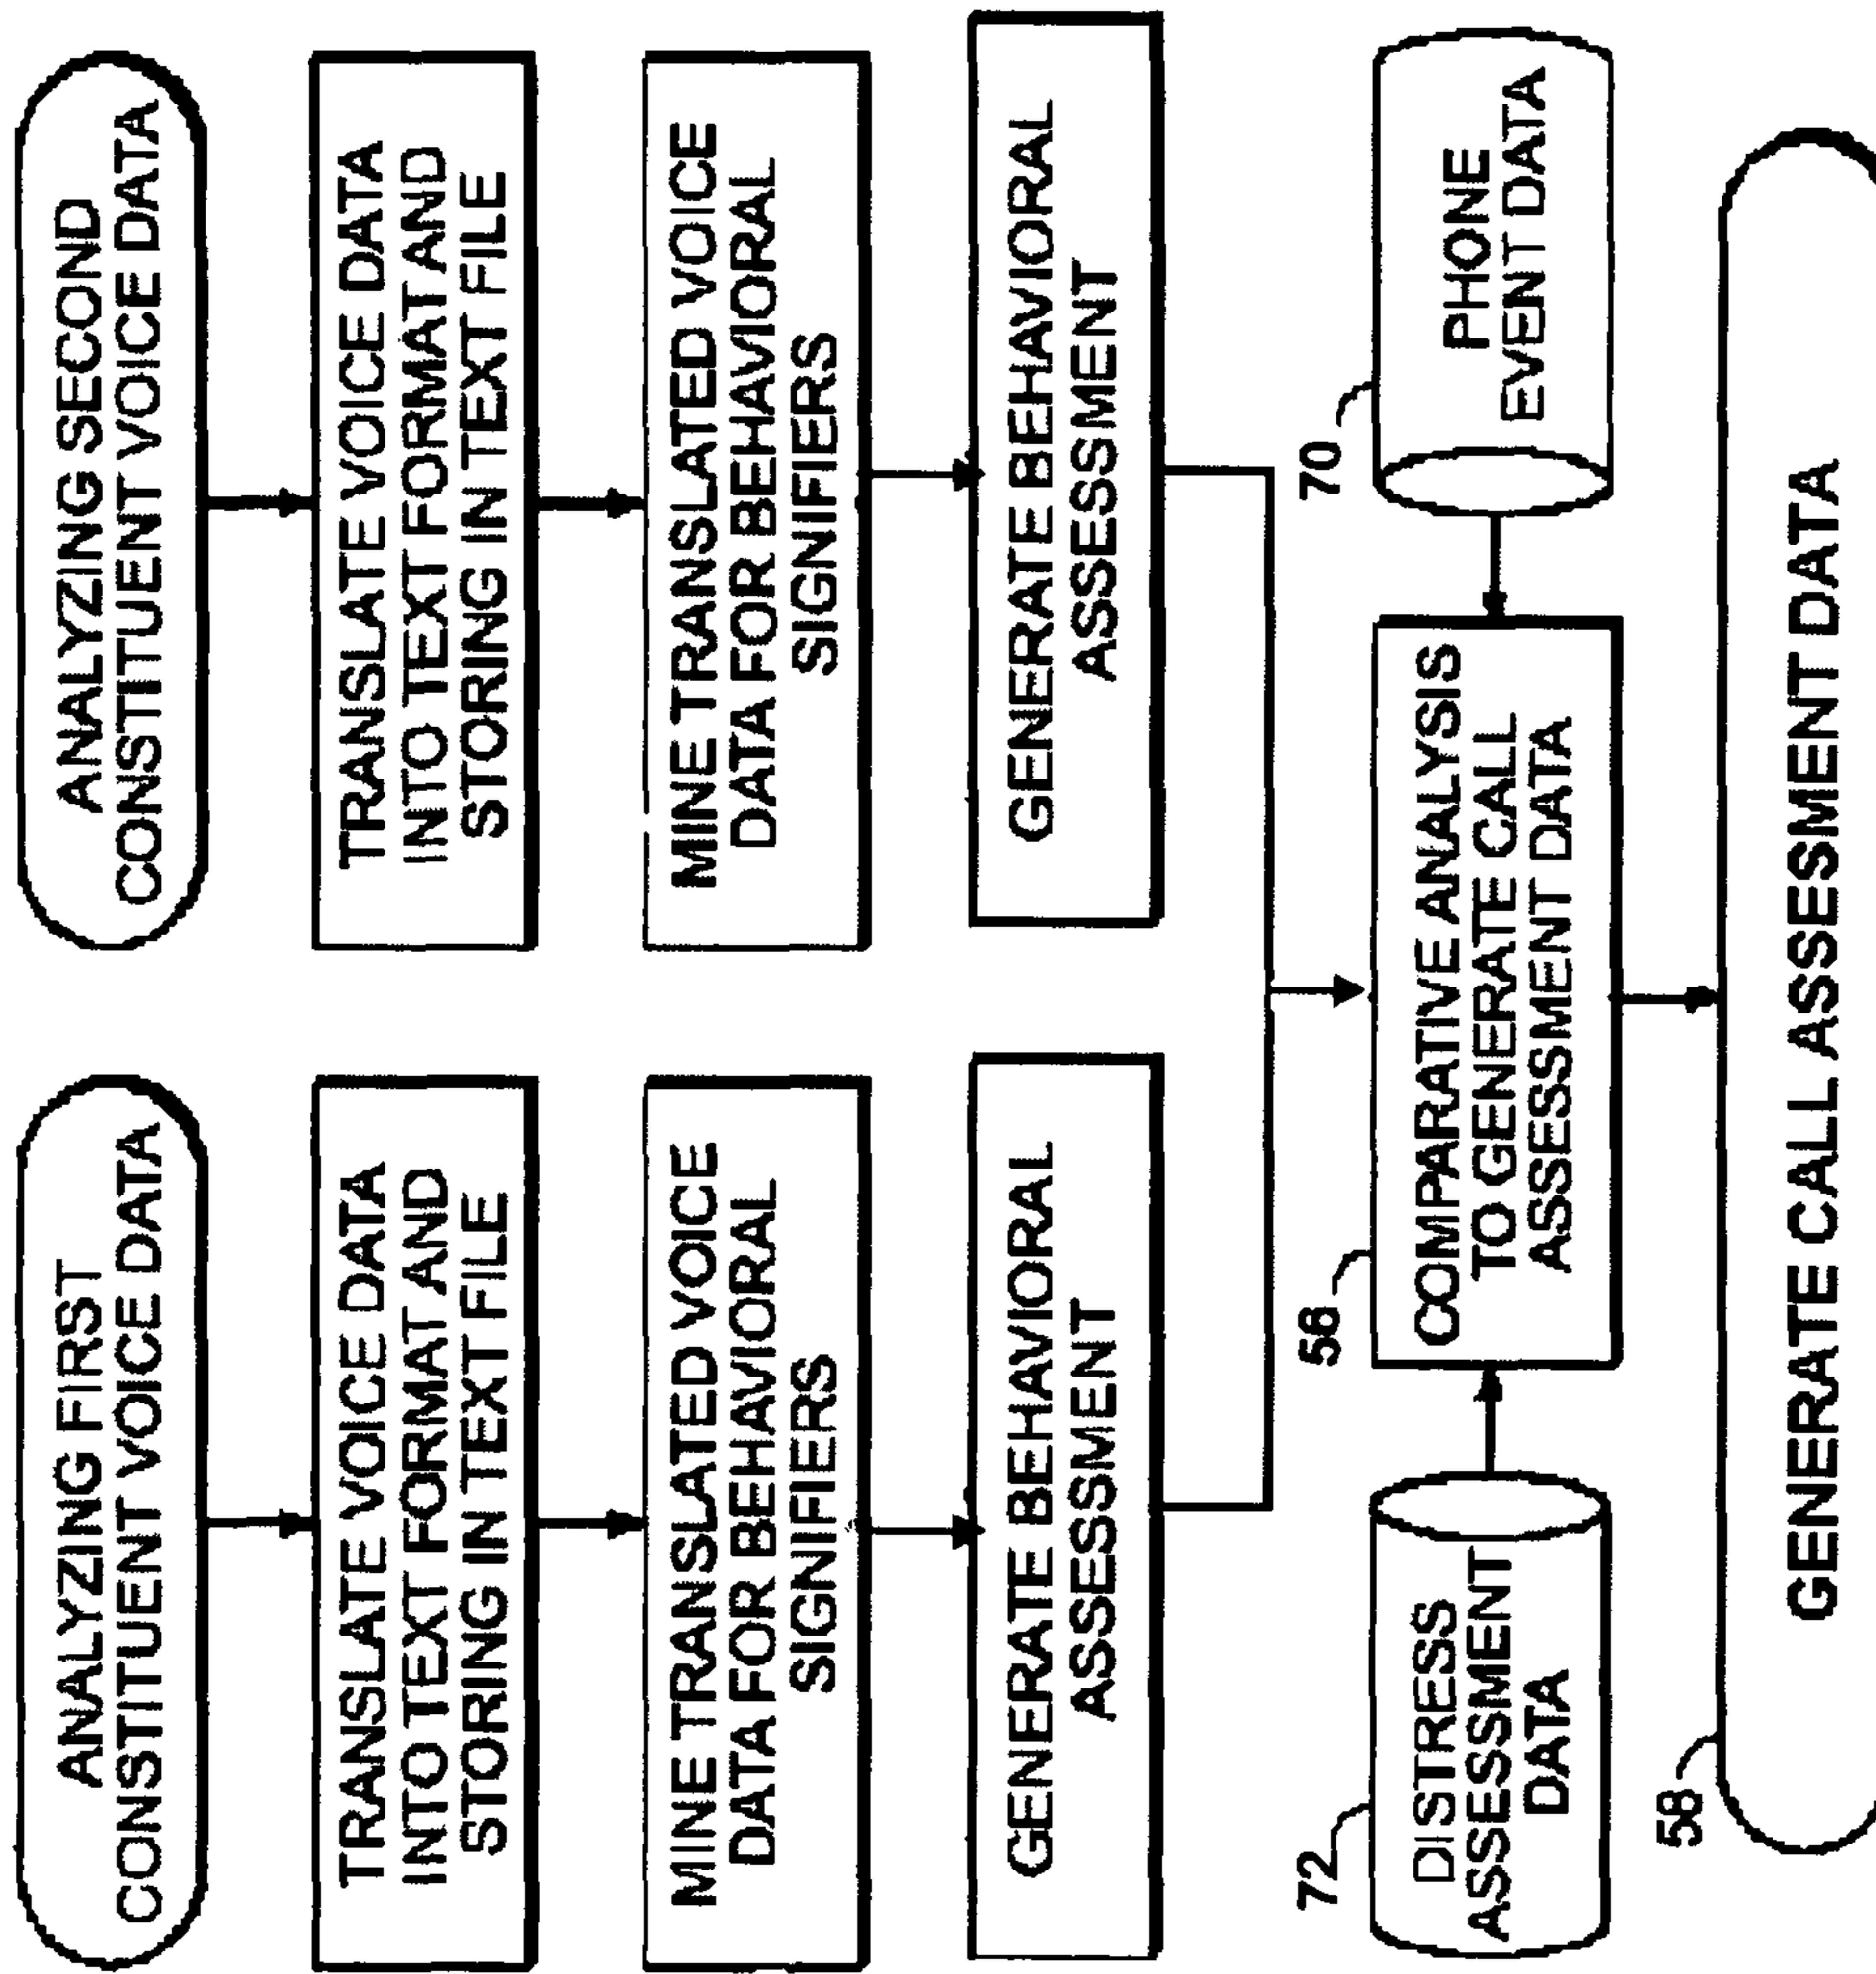 ANALYZING FIRST
CONSTITUENT VOICE DATA
TRANSLATE VOICE DATA
INTO TEXT FORMAT AND
STORING IN TEXT FILE
MINE TRANSLATED VOICE
DATA FOR BEHAVIORAL
SIGNIFIERS
GENERATE BEHAVIORAL
ASSESSMENT
ANALYZING SECOND
CONSTITUENT VOICE DATA
TRANSLATE VOICE DATA
INTO TEXT FORMAT AND
STORING IN TEXT FILE
MINE TRANSLATED VOICE
DATA FOR BEHAVIORAL
SIGNIFIERS
GENERATE BEHAVIORAL
ASSESSMENT
72
DISTRESS
ASSESSMENT
DATA
58
COMPARATIVE ANALYSIS
TO GENERATE CALL
ASSESSMENT DATA
70
PHONE
EVENT DATA
58
GENERATE CALL ASSESMENT DATA